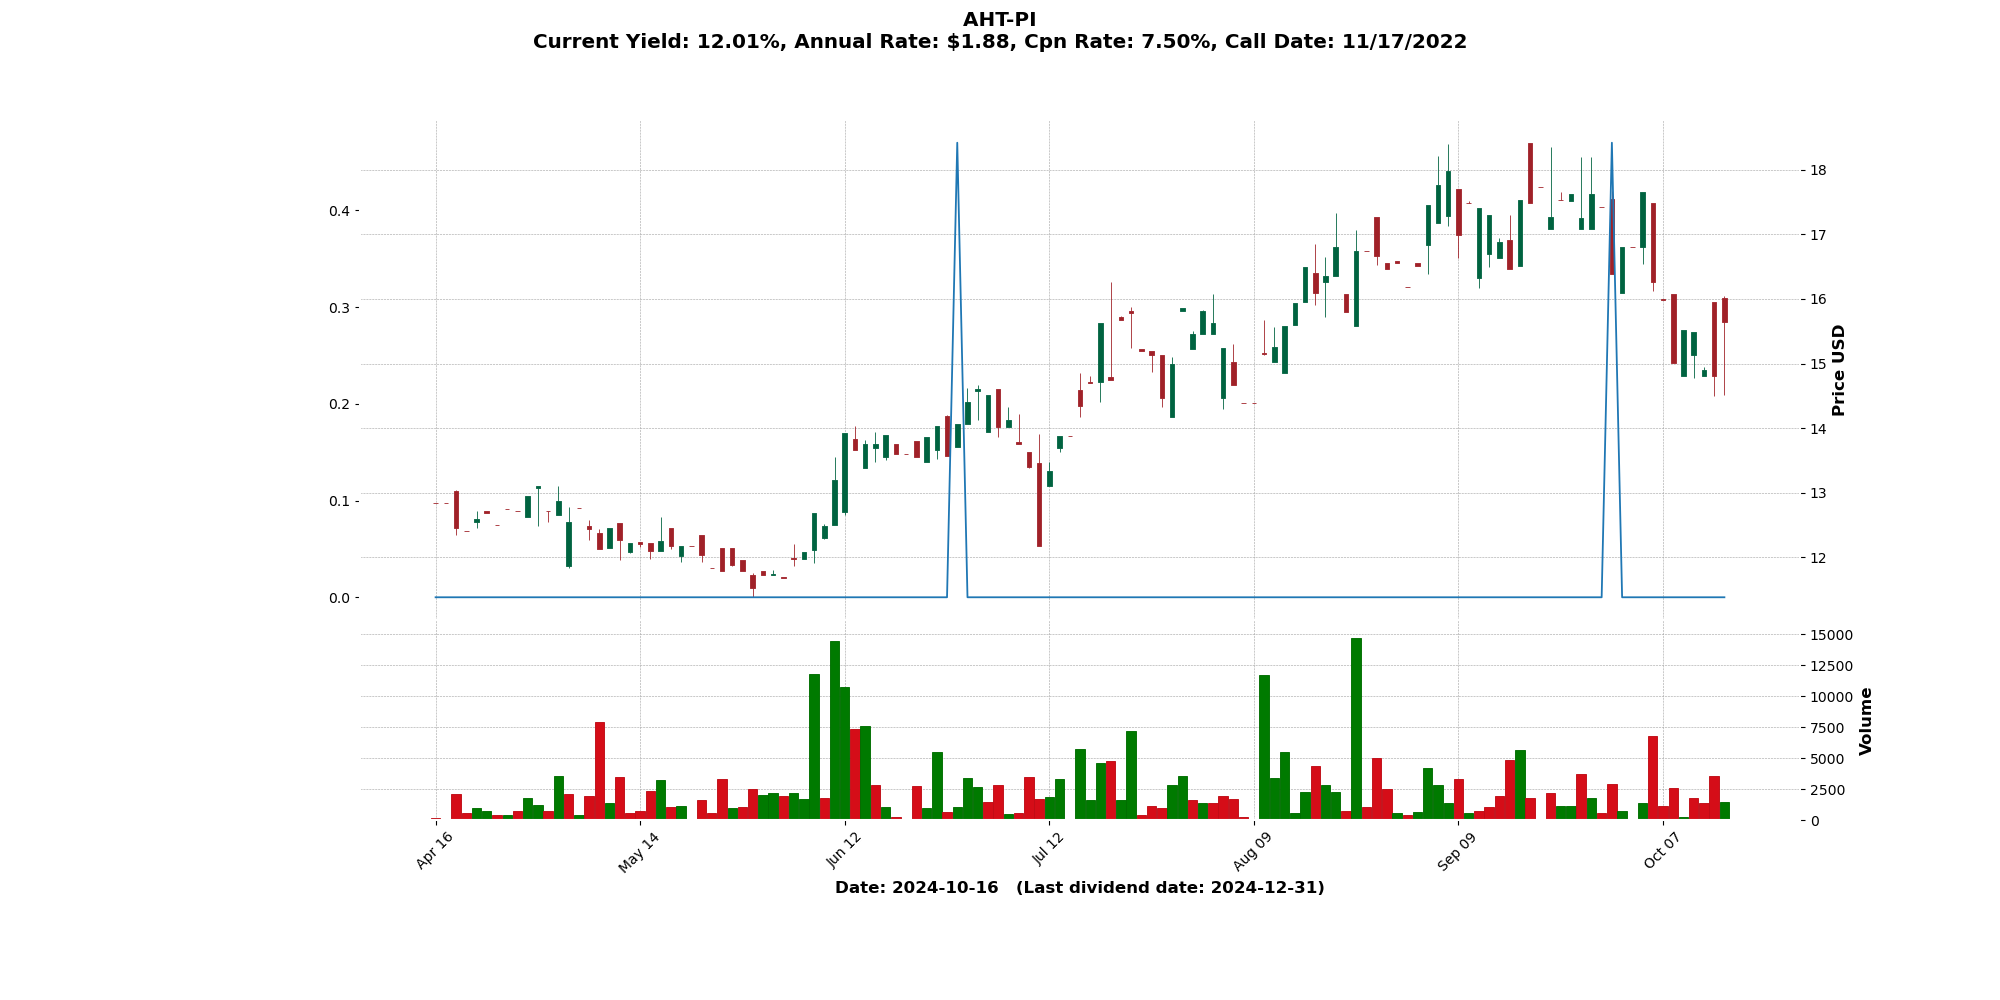 AHT-PI
Current Yield: 12.01%, Annual Rate: $1.88, Cpn Rate: 7.50%, Call Date: 11/17/2022
0.4
0.3
0.2
0.1
0.0
18
17
16
15
14
13
12
Price USD
15000
12500
10000
7500
5000
2500
0
Volume
Apr 16
May 14
Jun 12
Jul 12
Aug 09
Sep 09
Oct 07
Date: 2024-10-16 (Last dividend date: 2024-12-31)